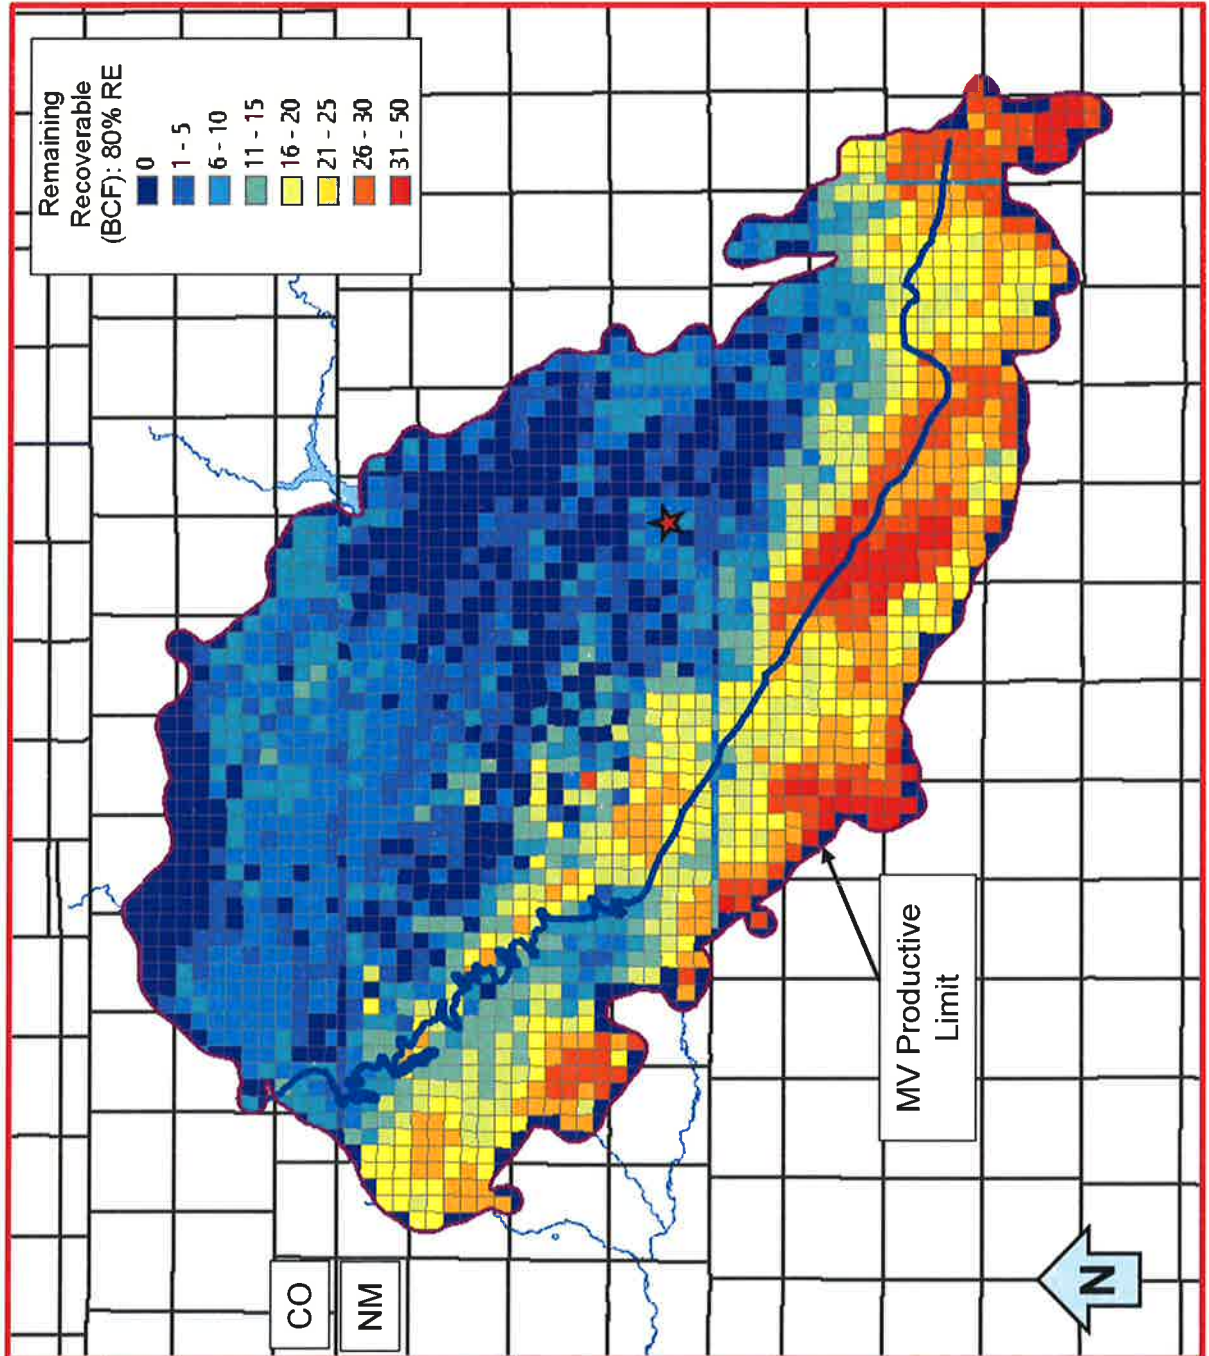 Remaining
Recoverable
(BCF): 80% RE
0
1 - 5
6 - 10
11 - 15
16 - 20
21 - 25
26 - 30
31 - 50
CO
NM
MV Productive
Limit
N